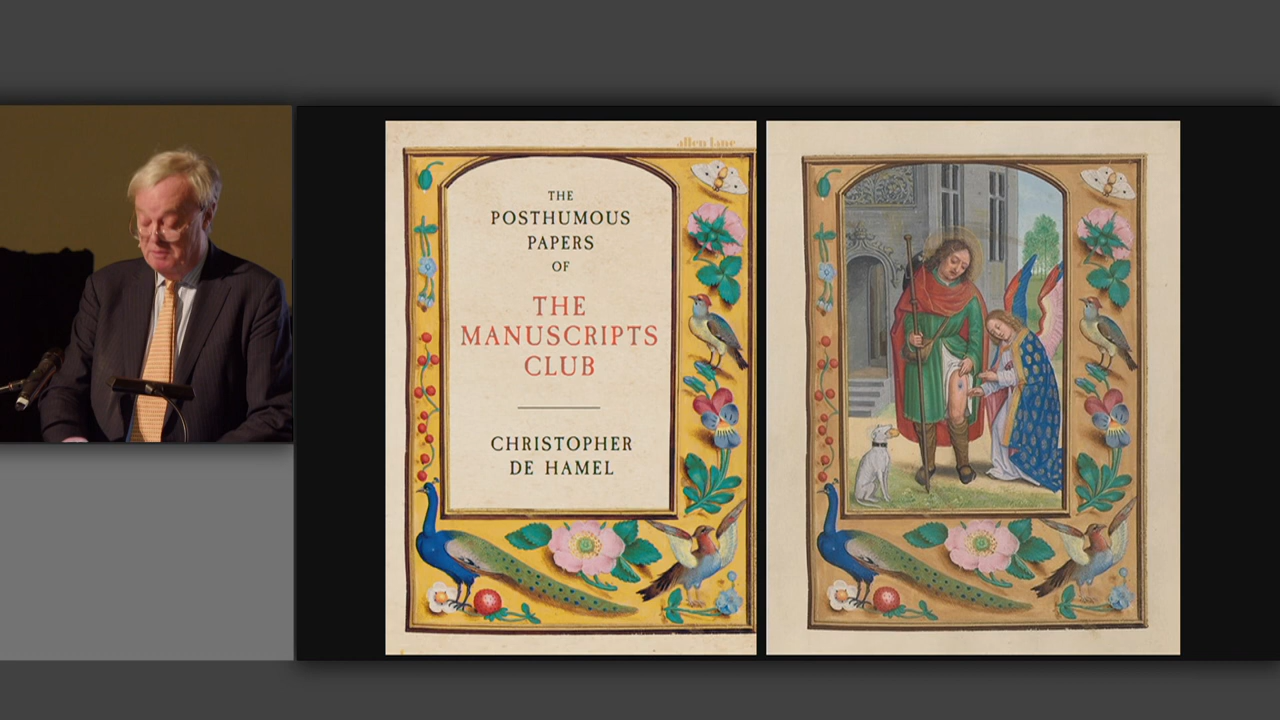 allen lane
THE
POSTHUMOUS
PAPERS
OF
THE
MANUSCRIPTS
CLUB
CHRISTOPHER
DE HAMEL